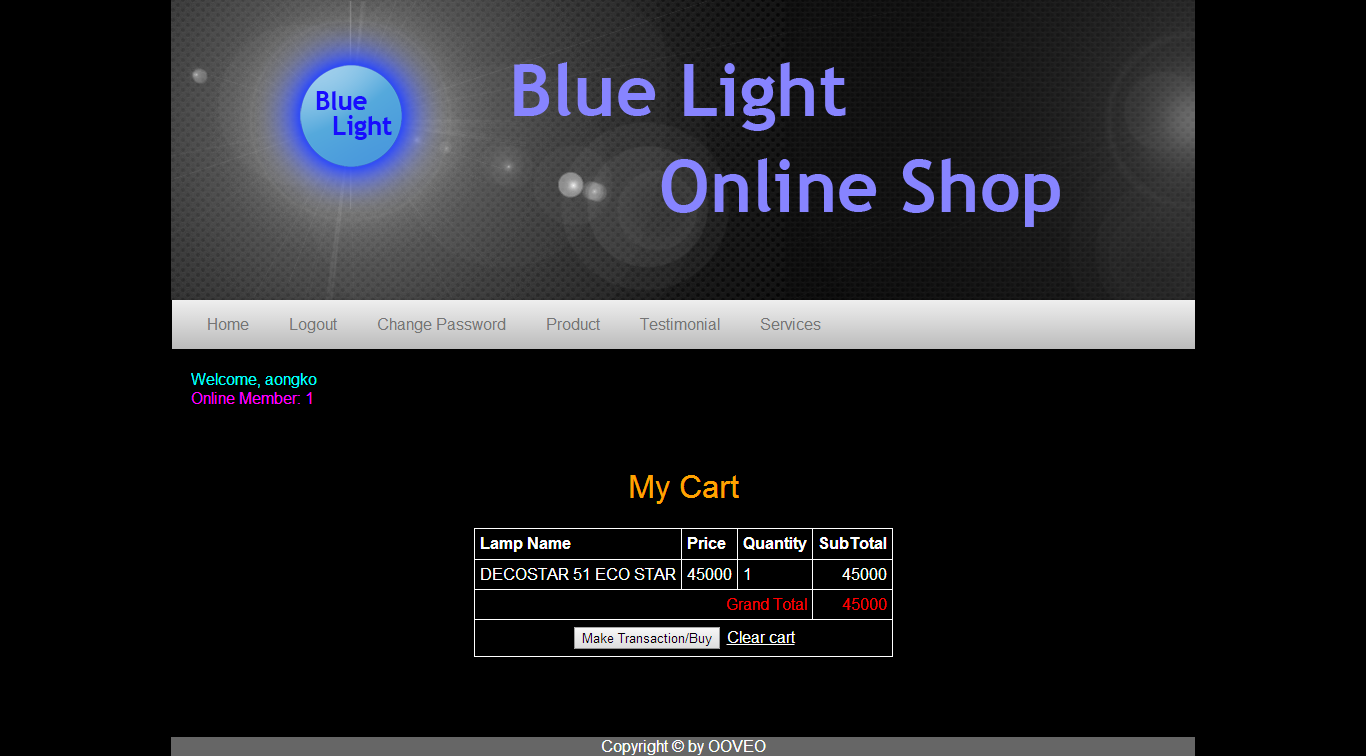 Blue
Light
Blue Light
Online Shop
Home Logout Change Password Product Testimonial Services
Welcome, aongko
Online Member: 1
My Cart
Lamp Name Price Quantity SubTotal
DECOSTAR 51 ECO STAR 45000 1 45000
Grand Total 45000
Make Transaction/Buy Clear cart
Copyright © by OOVEO